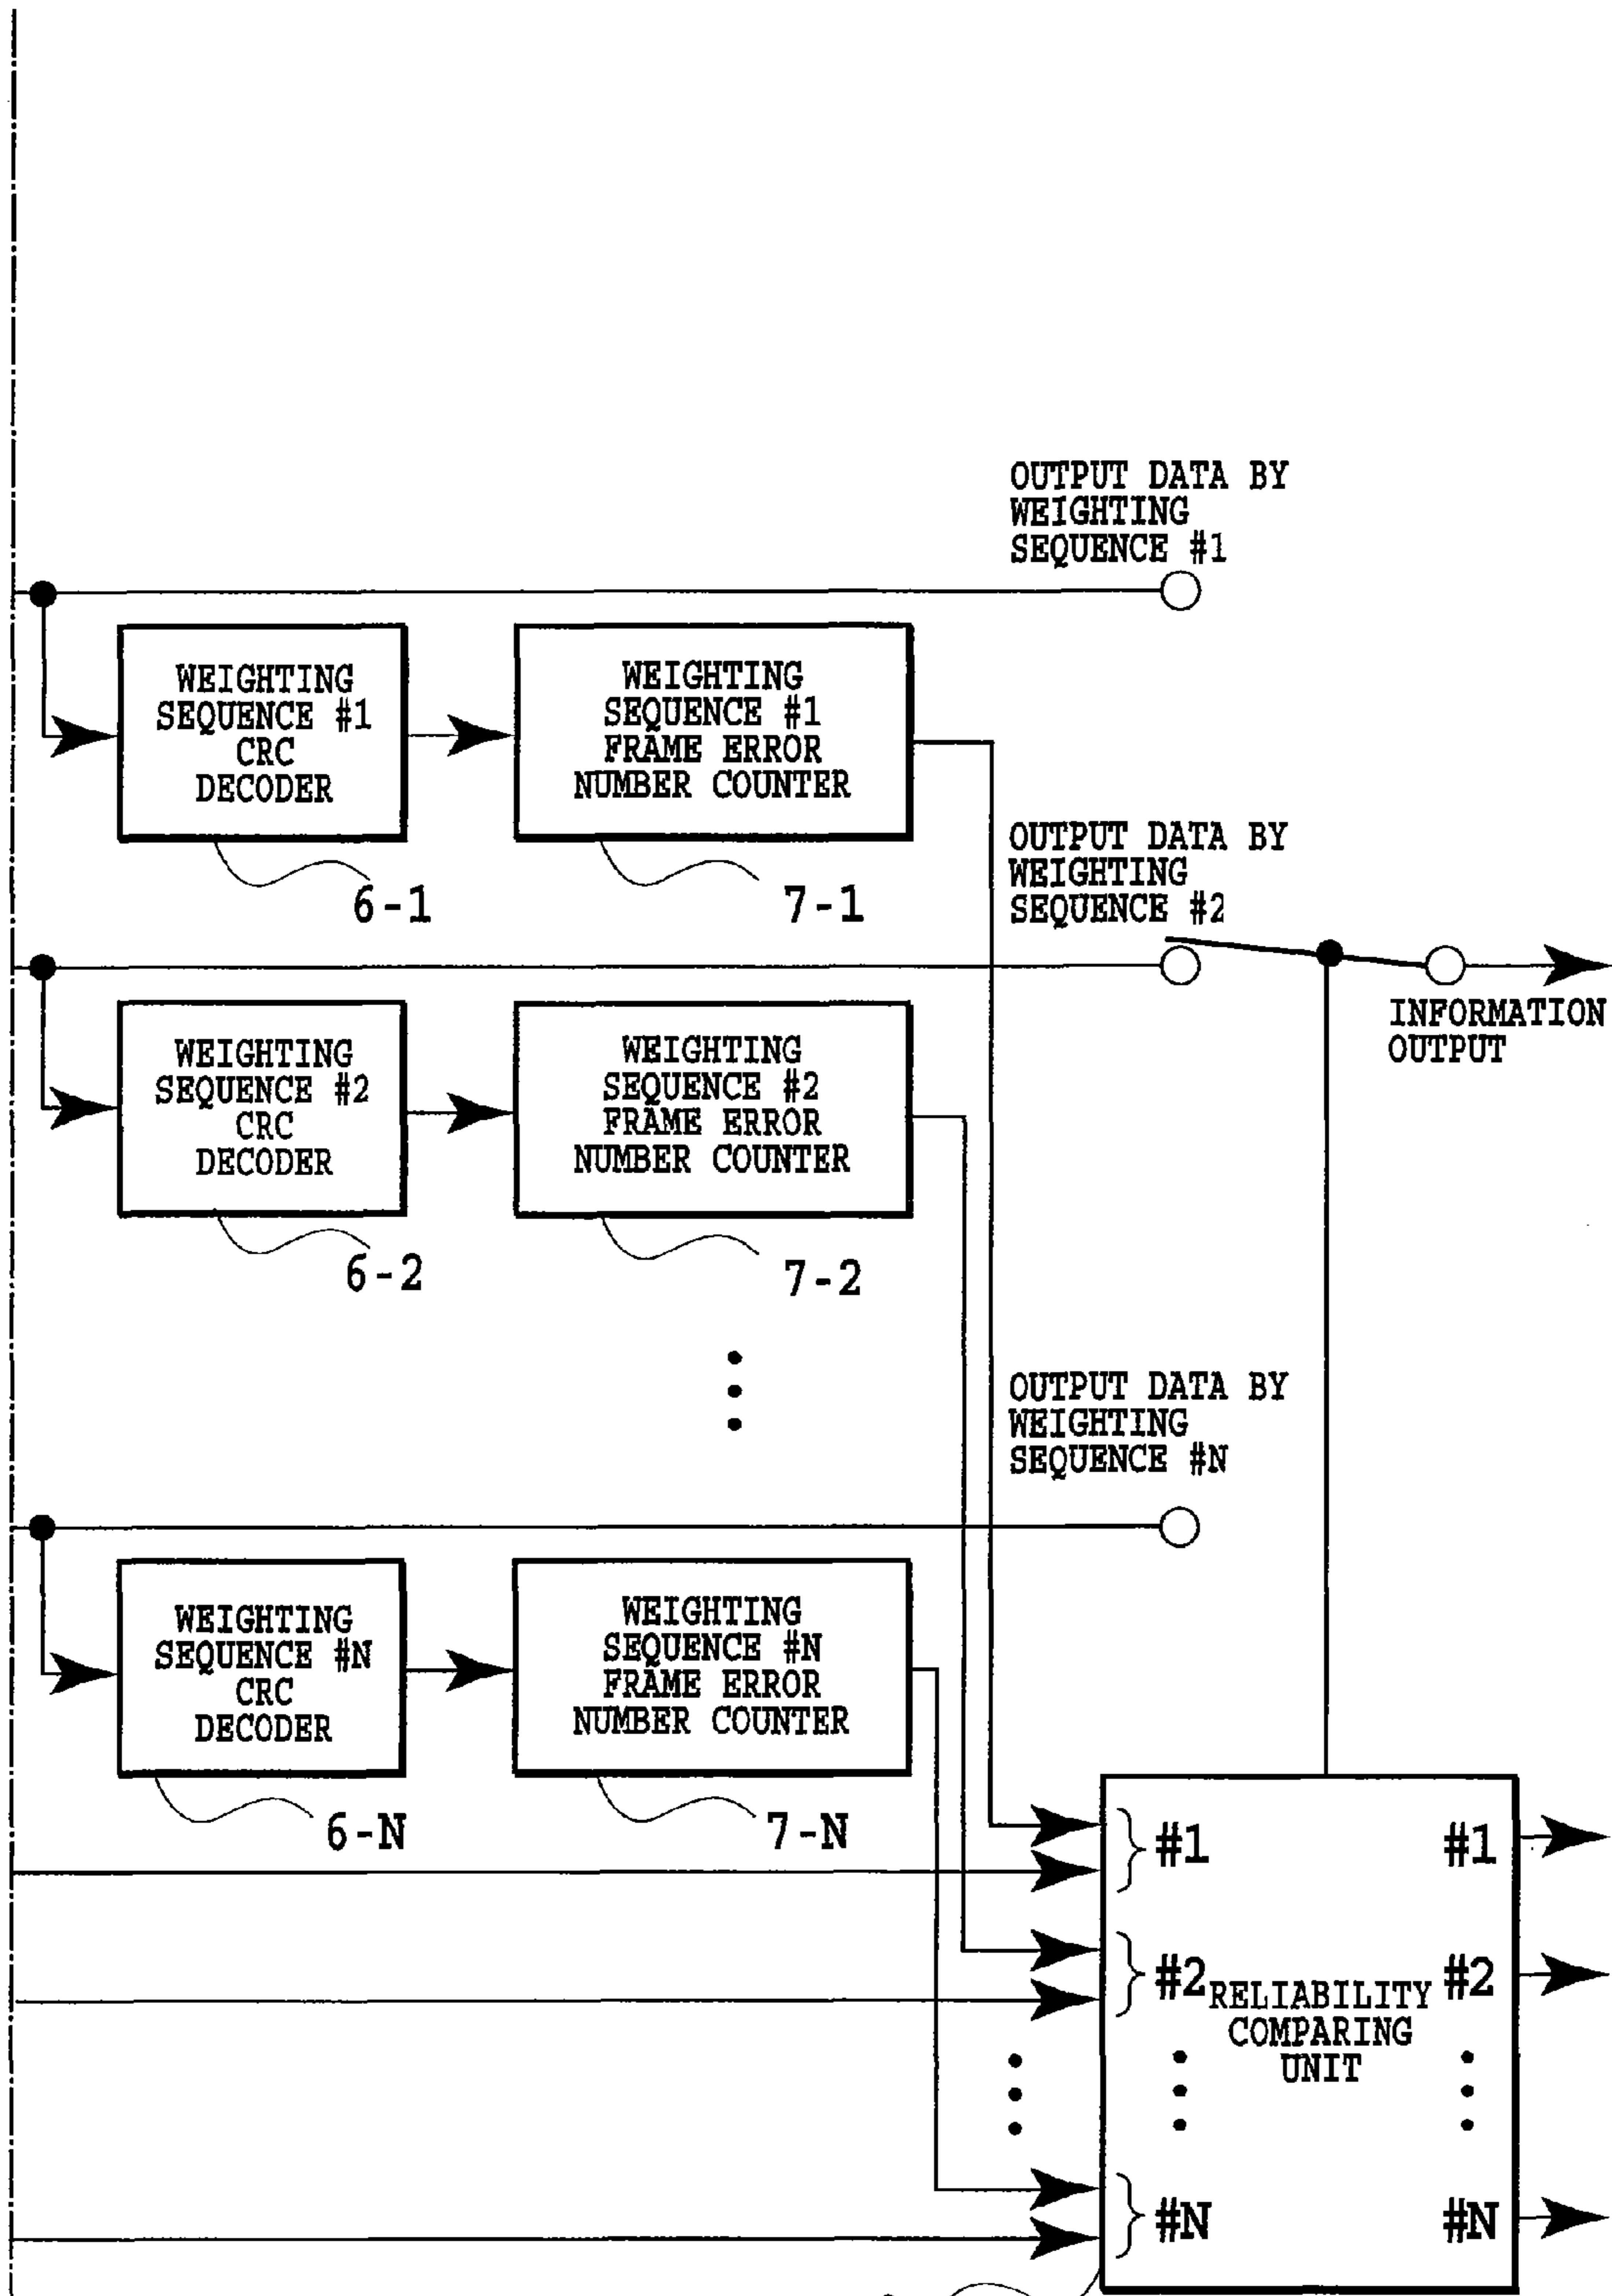 OUTPUT DATA BY
WEIGHTING
SEQUENCE #1
WEIGHTING
SEQUENCE #1
CRC
DECODER
WEIGHTING
SEQUENCE #1
FRAME ERROR
NUMBER COUNTER
6-1
7-1
OUTPUT DATA BY
WEIGHTING
SEQUENCE #2
INFORMATION
OUTPUT
WEIGHTING
SEQUENCE #2
CRC
DECODER
WEIGHTING
SEQUENCE #2
FRAME ERROR
NUMBER COUNTER
6-2
7-2
OUTPUT DATA BY
WEIGHTING
SEQUENCE #N
WEIGHTING
SEQUENCE #N
CRC
DECODER
WEIGHTING
SEQUENCE #N
FRAME ERROR
NUMBER COUNTER
6-N
7-N
#1
#1
#2
#2
RELIABILITY
COMPARING
UNIT
#N
#N